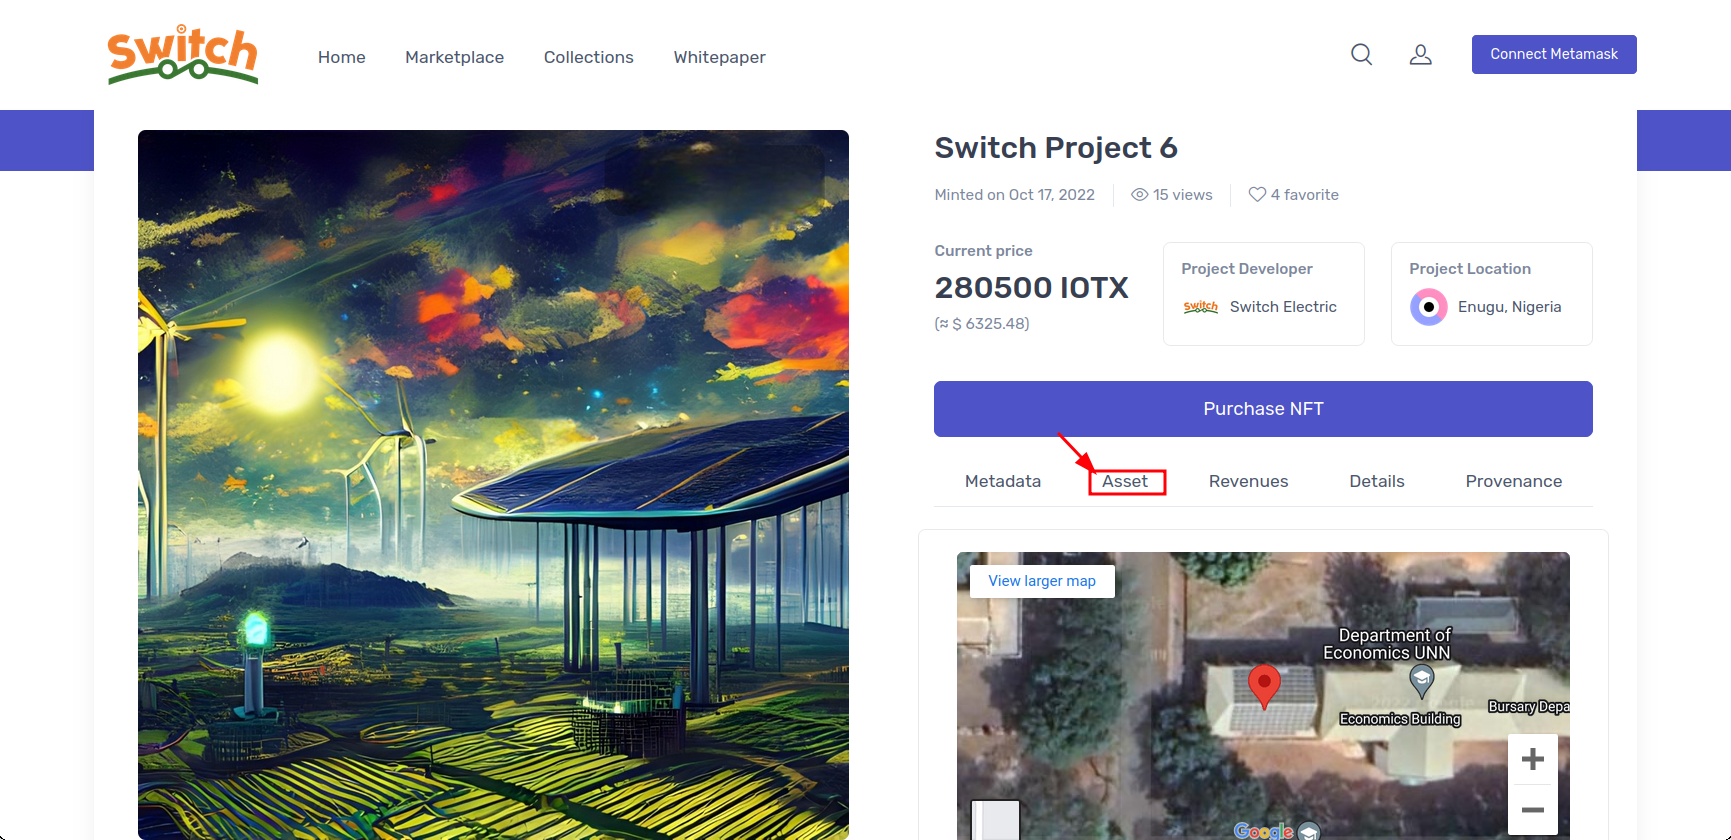 Switch
Home
Marketplace
Collections
Whitepaper
Connect Metamask
Switch Project 6
Minted on Oct 17, 2022
15 views
4 favorite
Current price
280500 IOTX
(≈ $ 6325.48)
Project Developer
switch
Switch Electric
Project Location
Enugu, Nigeria
Purchase NFT
Metadata
Asset
Revenues
Details
Provenance
View larger map
Department of
Economics UNN
Economics Building
Bursary Depa
Google